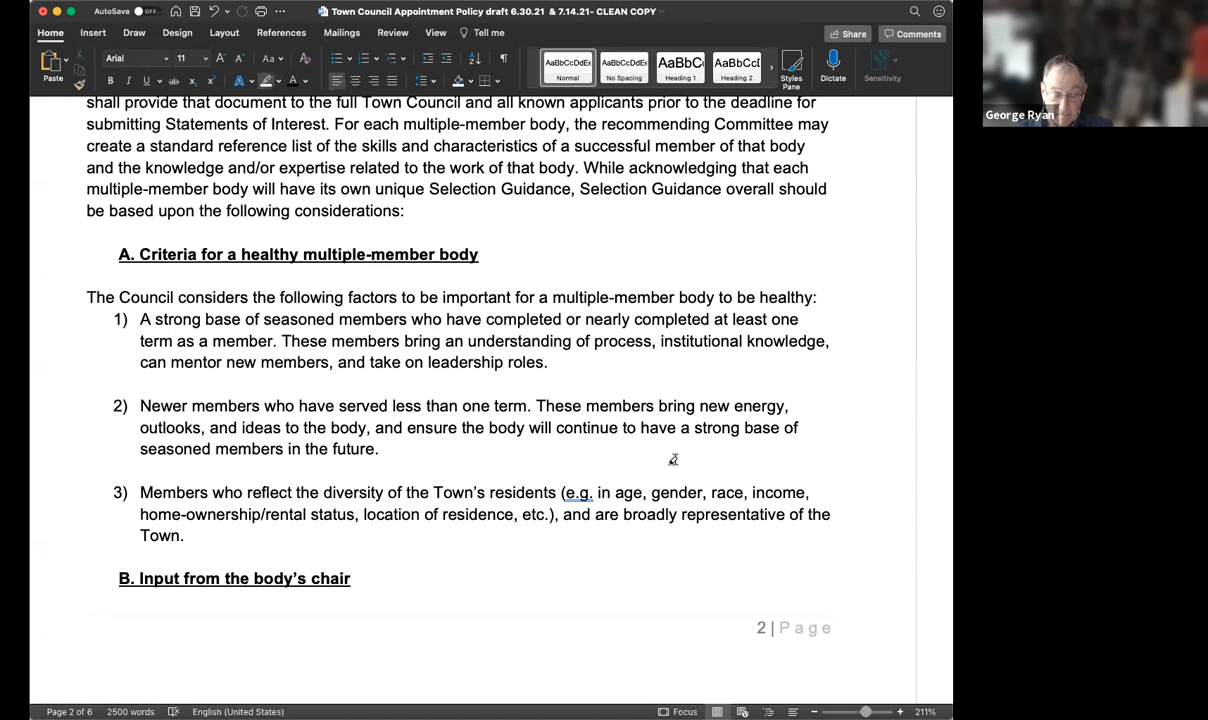 AutoSave OFF
Town Council Appointment Policy draft 6.30.21 & 7.14.21- CLEAN COPY
Home Insert Draw Design Layout References Mailings Review View Tell me
Share Comments
Paste
Arial 11
AaBbCcDdEe AaBbCcDdEe AaBbC AaBbCcD
Normal No Spacing Heading 1 Heading 2
Styles Pane
Dictate
Sensitivity
shall provide that document to the full Town Council and all known applicants prior to the deadline for
submitting Statements of Interest. For each multiple-member body, the recommending Committee may
create a standard reference list of the skills and characteristics of a successful member of that body
and the knowledge and/or expertise related to the work of that body. While acknowledging that each
multiple-member body will have its own unique Selection Guidance, Selection Guidance overall should
be based upon the following considerations:
A. Criteria for a healthy multiple-member body
The Council considers the following factors to be important for a multiple-member body to be healthy:
1) A strong base of seasoned members who have completed or nearly completed at least one
term as a member. These members bring an understanding of process, institutional knowledge,
can mentor new members, and take on leadership roles.
2) Newer members who have served less than one term. These members bring new energy,
outlooks, and ideas to the body, and ensure the body will continue to have a strong base of
seasoned members in the future.
3) Members who reflect the diversity of the Town's residents (e.g. in age, gender, race, income,
home-ownership/rental status, location of residence, etc.), and are broadly representative of the
Town.
B. Input from the body's chair
2 | Page
Page 2 of 6 2500 words English (United States) Focus 211%
George Ryan